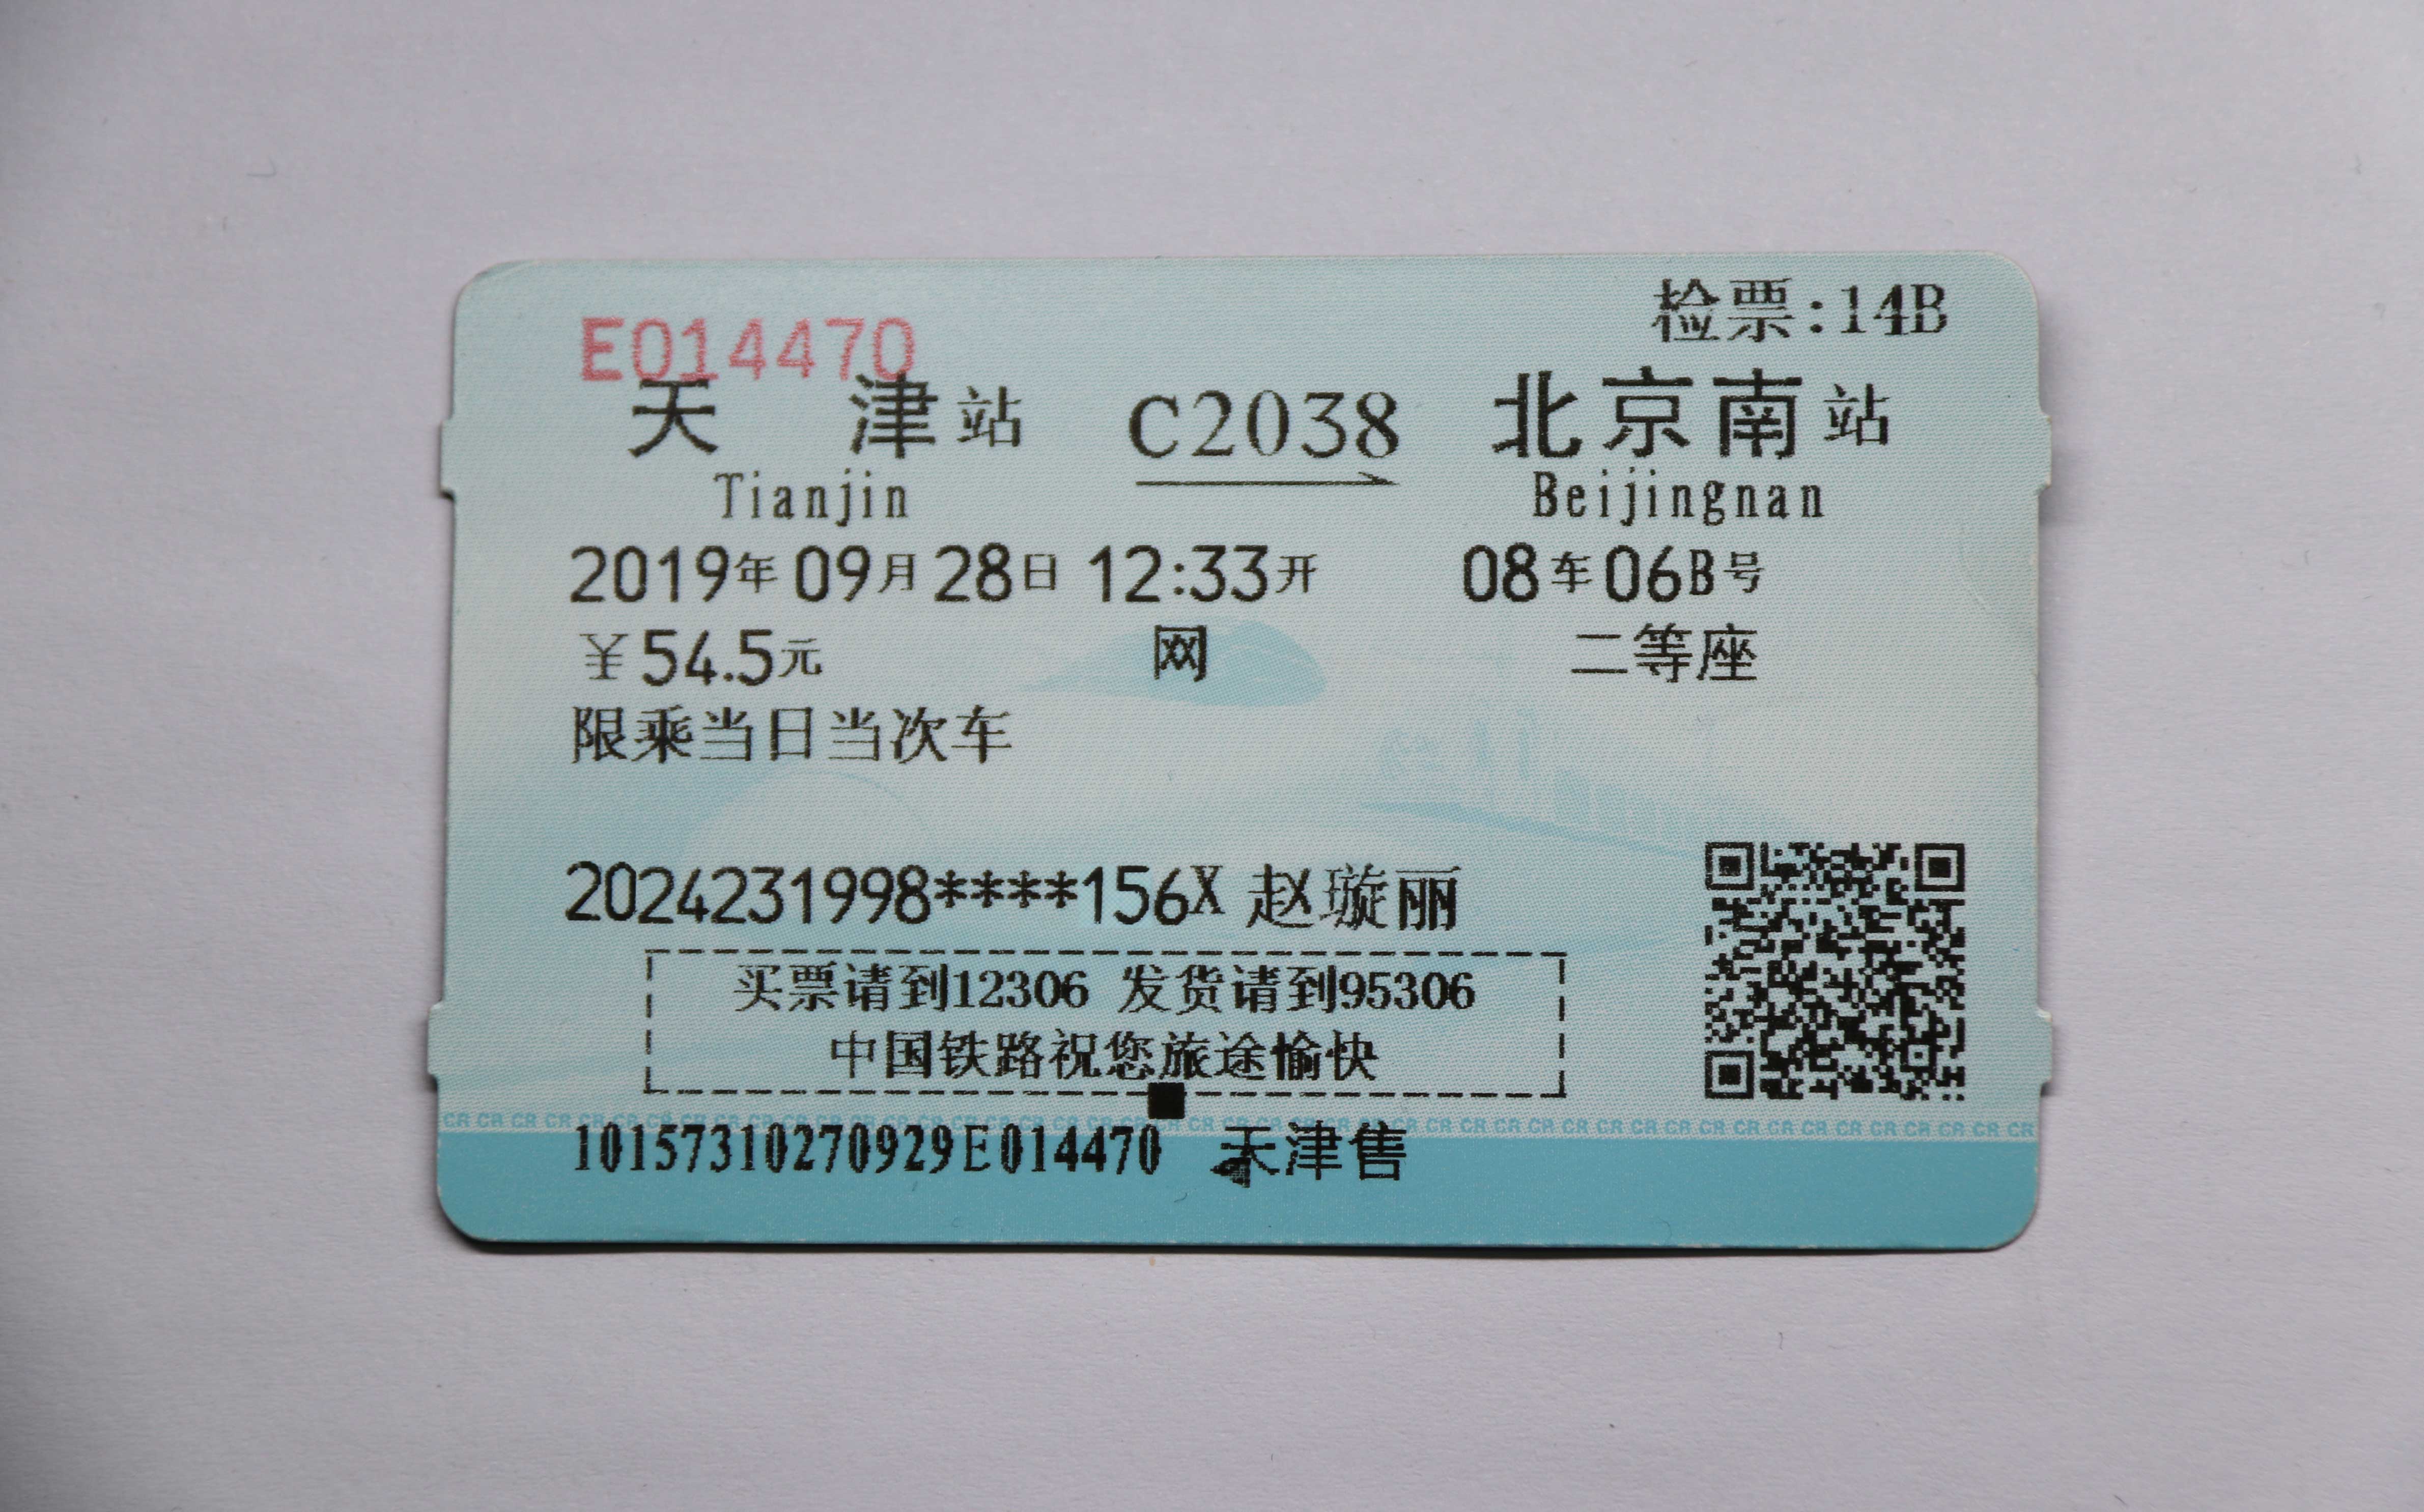 检票:14B
E014470
天津站 C2038 北京南站
Tianjin Beijingnan
2019年09月28日 12:33开 08车06B号
￥54.5元 网 二等座
限乘当日当次车
2024231998****156X 赵璇丽
买票请到12306 发货请到95306
中国铁路祝您旅途愉快
CR CR CR CR CR CR CR CR CR CR CR CR CR CR CR CR CR CR CR CR CR CR CR CR CR CR CR CR CR CR CR CR CR CR CR CR CR CR CR CR CR CR CR CR CR CR CR
10157310270929E014470 天津售